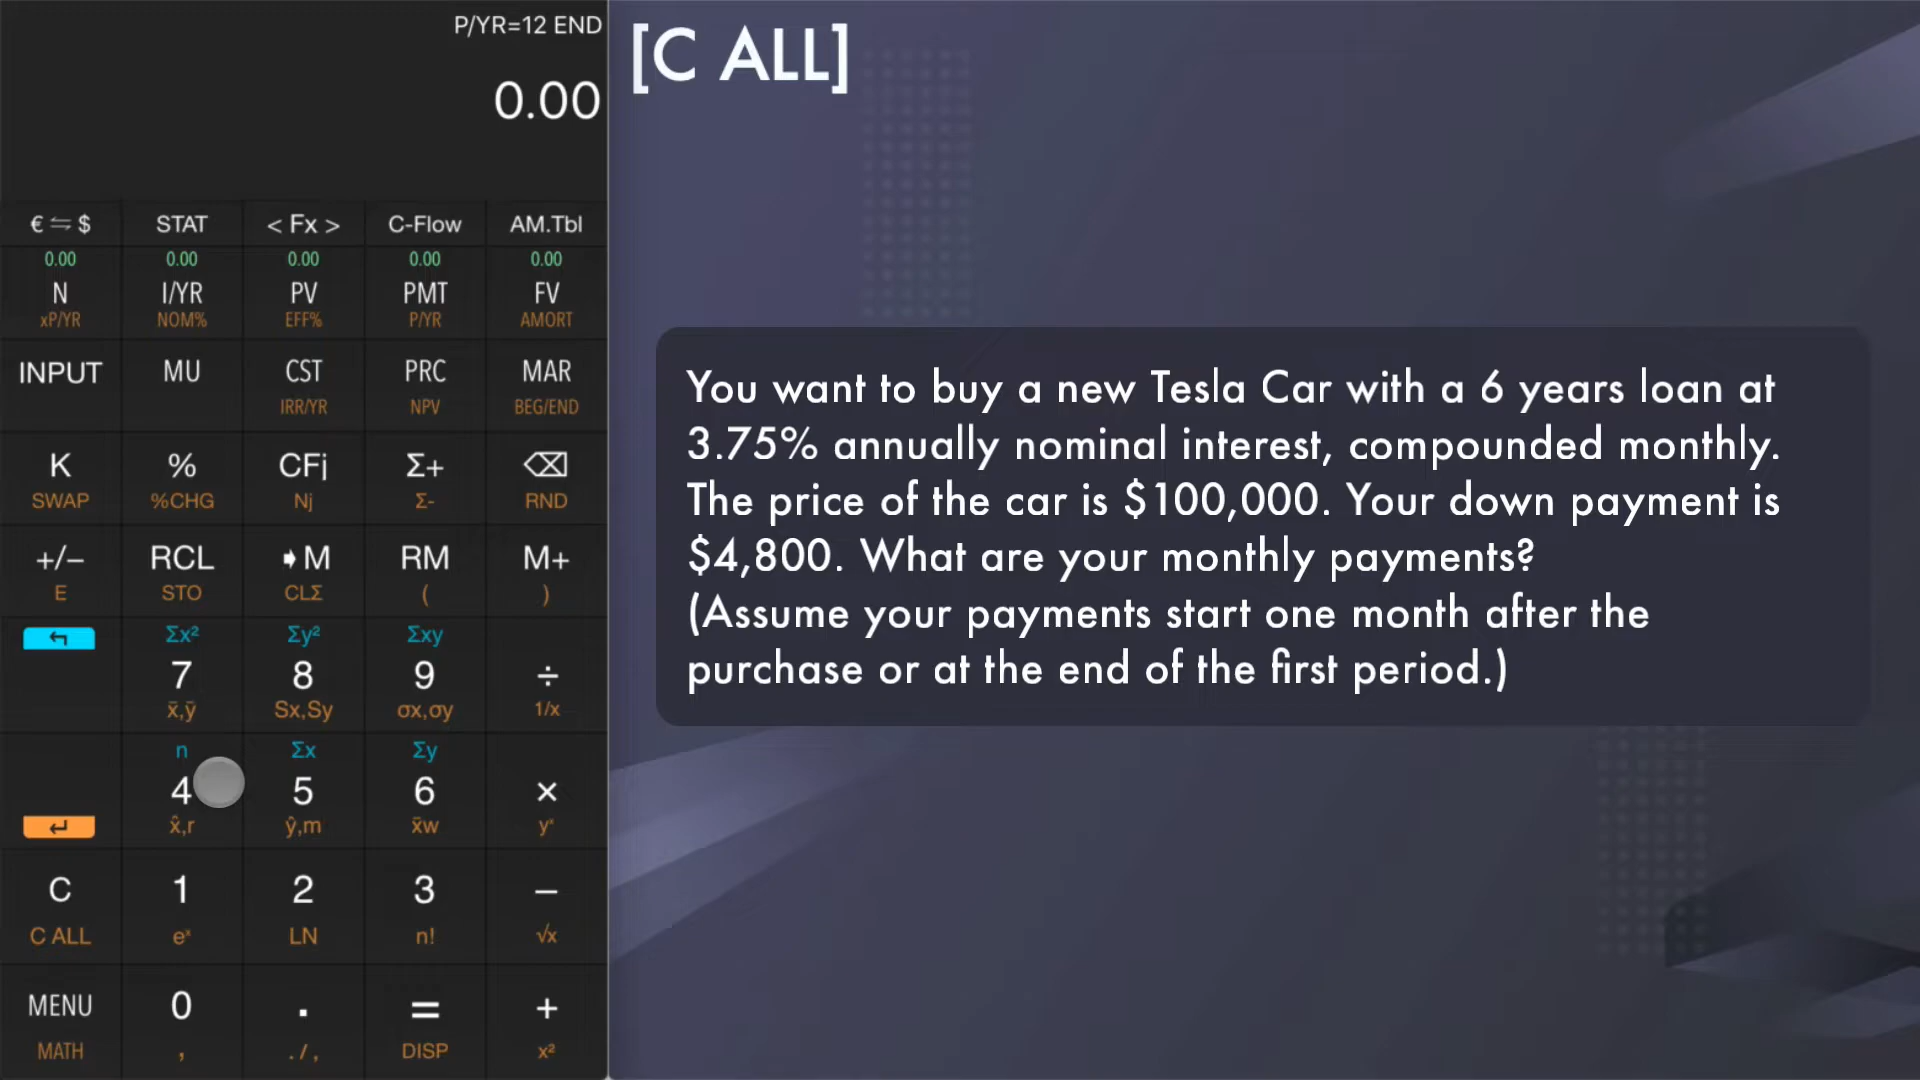 P/YR=12 END
0.00
[C ALL]
€ ⇋ $ STAT < Fx > C-Flow AM.Tbl
0.00 0.00 0.00 0.00 0.00
N I/YR PV PMT FV
xP/YR NOM% EFF% P/YR AMORT
INPUT MU CST PRC MAR
IRR/YR NPV BEG/END
K % CFj Σ+ ⌫
SWAP %CHG Nj Σ- RND
+/− RCL ➧M RM M+
E STO CLΣ ( )
Σx² Σy² Σxy
7 8 9 ÷
x̄,ȳ Sx,Sy σx,σy 1/x
n Σx Σy
4 5 6 ×
x̂,r ŷ,m x̄w yˣ
C 1 2 3 −
C ALL eˣ LN n! √x
MENU 0 . = +
MATH , ./, DISP x²
You want to buy a new Tesla Car with a 6 years loan at
3.75% annually nominal interest, compounded monthly.
The price of the car is $100,000. Your down payment is
$4,800. What are your monthly payments?
(Assume your payments start one month after the
purchase or at the end of the first period.)